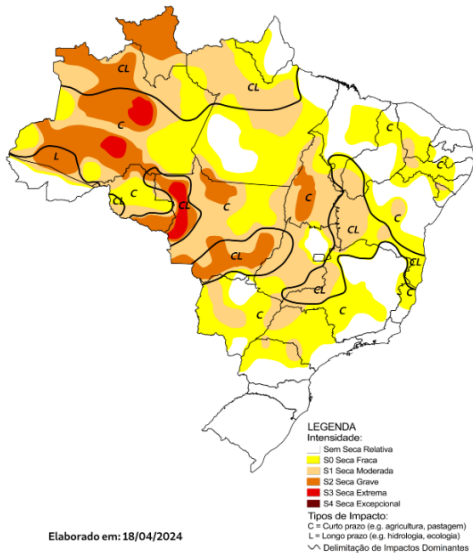 CL
CL
C
C
L
C
CL
CL
C
C
C
C
CL
C
CL
CL
C
CL
C
C
C
LEGENDA
Intensidade:
Sem Seca Relativa
S0 Seca Fraca
S1 Seca Moderada
S2 Seca Grave
S3 Seca Extrema
S4 Seca Excepcional
Tipos de Impacto:
C = Curto prazo (e.g. agricultura, pastagem)
L = Longo prazo (e.g. hidrologia, ecologia)
Delimitação de Impactos Dominantes
Elaborado em: 18/04/2024